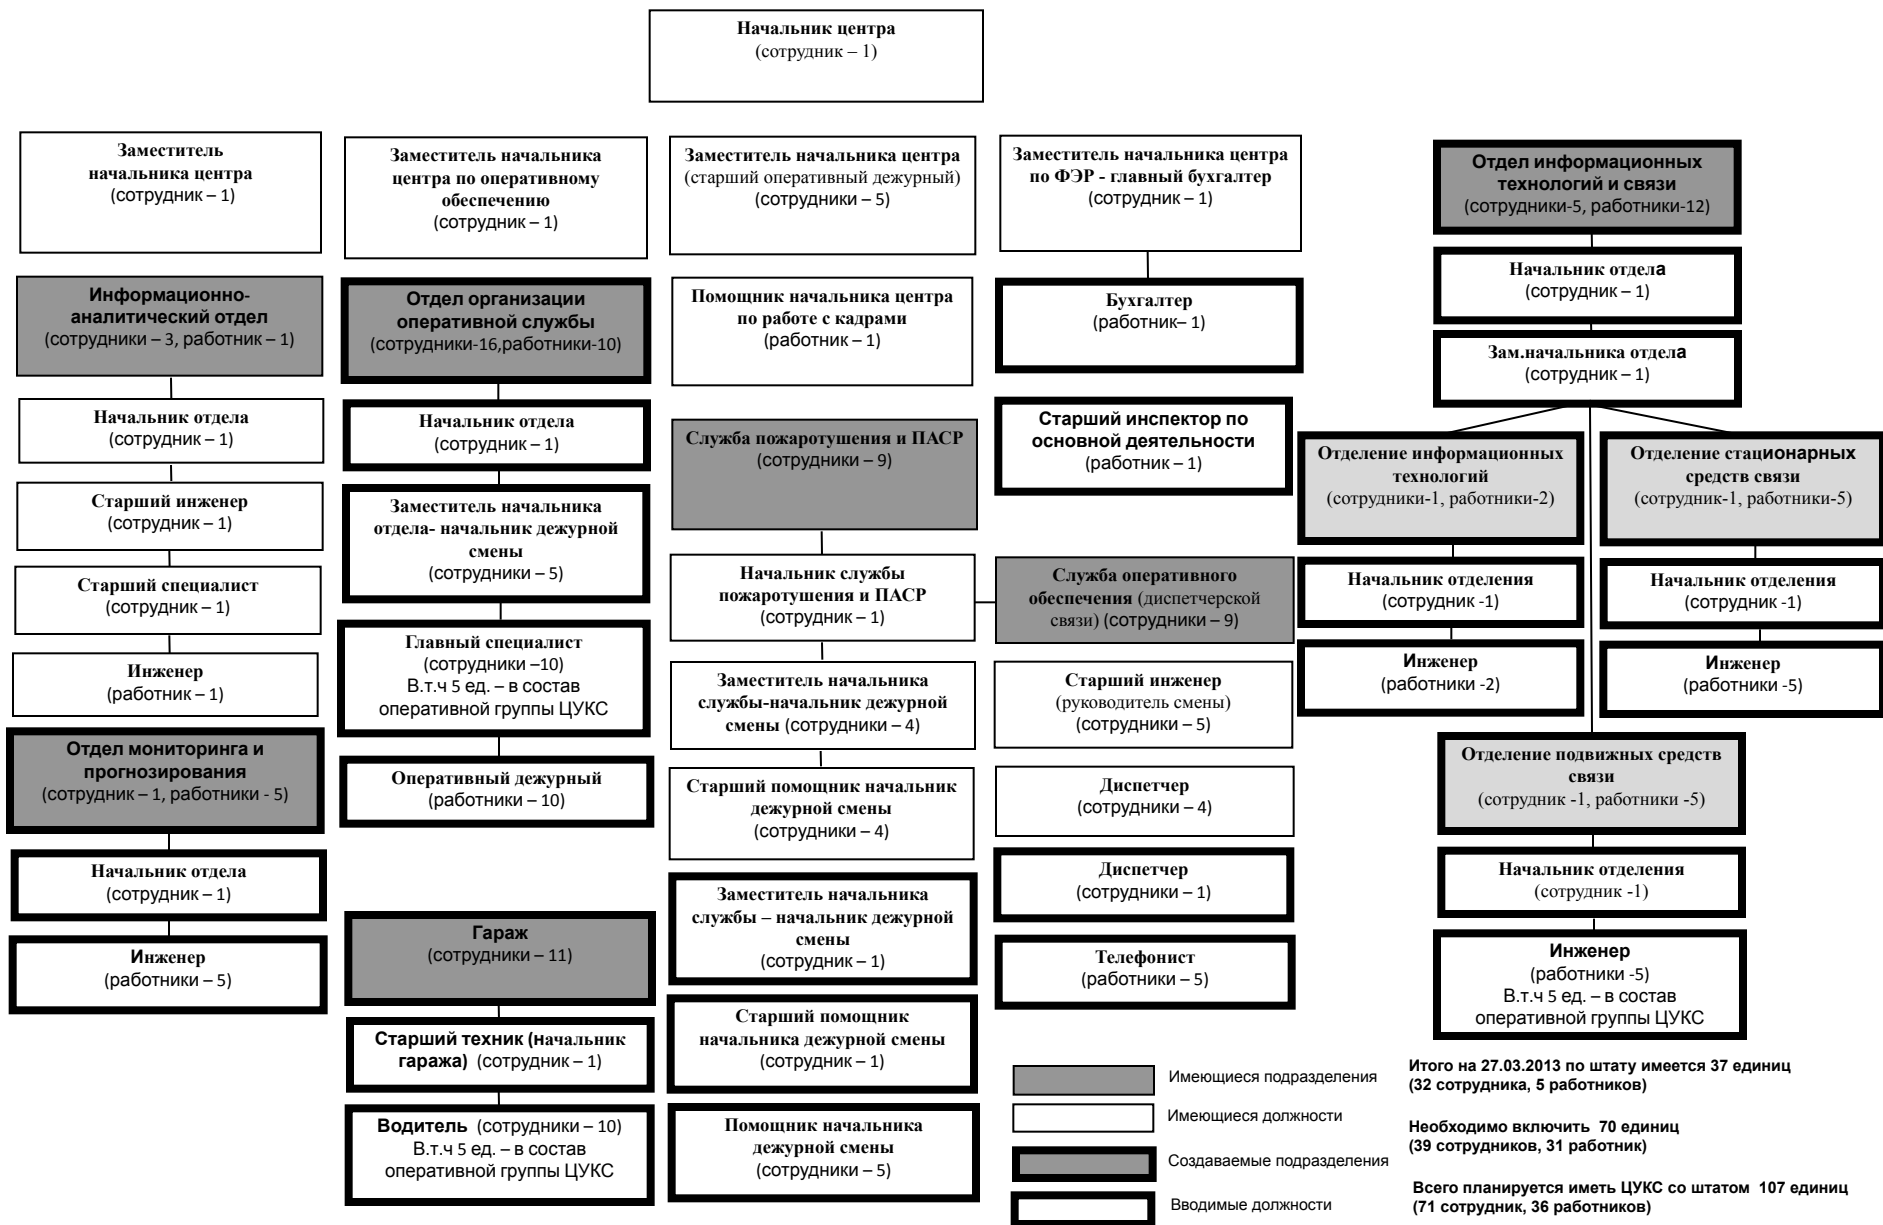 Начальник центра
(сотрудник – 1)
Заместитель
начальника центра
(сотрудник – 1)
Заместитель начальника
центра по оперативному
обеспечению
(сотрудник – 1)
Заместитель начальника центра
(старший оперативный дежурный)
(сотрудники – 5)
Заместитель начальника центра
по ФЭР - главный бухгалтер
(сотрудник – 1)
Отдел информационных
технологий и связи
(сотрудники-5, работники-12)
Информационно-
аналитический отдел
(сотрудники – 3, работник – 1)
Начальник отдела
(сотрудник – 1)
Старший инженер
(сотрудник – 1)
Старший специалист
(сотрудник – 1)
Инженер
(работник – 1)
Отдел мониторинга и
прогнозирования
(сотрудник – 1, работники - 5)
Начальник отдела
(сотрудник – 1)
Инженер
(работники – 5)
Отдел организации
оперативной службы
(сотрудники-16,работники-10)
Начальник отдела
(сотрудник – 1)
Заместитель начальника
отдела- начальник дежурной
смены
(сотрудники – 5)
Главный специалист
(сотрудники –10)
В.т.ч 5 ед. – в состав
оперативной группы ЦУКС
Оперативный дежурный
(работники – 10)
Гараж
(сотрудники – 11)
Старший техник (начальник
гаража) (сотрудник – 1)
Водитель (сотрудники – 10)
В.т.ч 5 ед. – в состав
оперативной группы ЦУКС
Помощник начальника центра
по работе с кадрами
(работник – 1)
Служба пожаротушения и ПАСР
(сотрудники – 9)
Начальник службы
пожаротушения и ПАСР
(сотрудник – 1)
Заместитель начальника
службы-начальник дежурной
смены (сотрудники – 4)
Старший помощник начальник
дежурной смены
(сотрудники – 4)
Заместитель начальника
службы – начальник дежурной
смены
(сотрудник – 1)
Старший помощник
начальника дежурной смены
(сотрудник – 1)
Помощник начальника
дежурной смены
(сотрудники – 5)
Бухгалтер
(работник– 1)
Старший инспектор по
основной деятельности
(работник – 1)
Служба оперативного
обеспечения (диспетчерской
связи) (сотрудники – 9)
Старший инженер
(руководитель смены)
(сотрудники – 5)
Диспетчер
(сотрудники – 4)
Диспетчер
(сотрудники – 1)
Телефонист
(работники – 5)
Начальник отдела
(сотрудник – 1)
Зам.начальника отдела
(сотрудник – 1)
Отделение информационных
технологий
(сотрудники-1, работники-2)
Начальник отделения
(сотрудник -1)
Инженер
(работники -2)
Отделение стационарных
средств связи
(сотрудник-1, работники-5)
Начальник отделения
(сотрудник -1)
Инженер
(работники -5)
Отделение подвижных средств
связи
(сотрудник -1, работники -5)
Начальник отделения
(сотрудник -1)
Инженер
(работники -5)
В.т.ч 5 ед. – в состав
оперативной группы ЦУКС
Имеющиеся подразделения
Имеющиеся должности
Создаваемые подразделения
Вводимые должности
Итого на 27.03.2013 по штату имеется 37 единиц
(32 сотрудника, 5 работников)
Необходимо включить 70 единиц
(39 сотрудников, 31 работник)
Всего планируется иметь ЦУКС со штатом 107 единиц
(71 сотрудник, 36 работников)